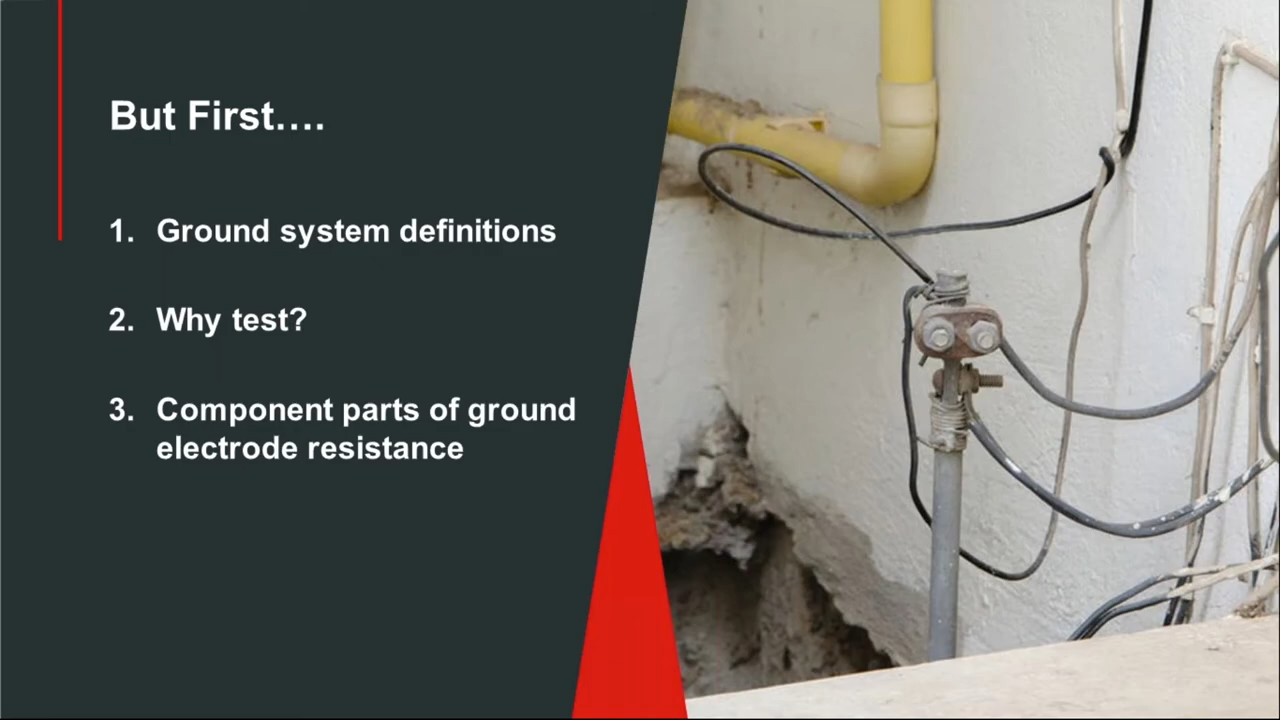 But First….
1. Ground system definitions
2. Why test?
3. Component parts of ground
electrode resistance